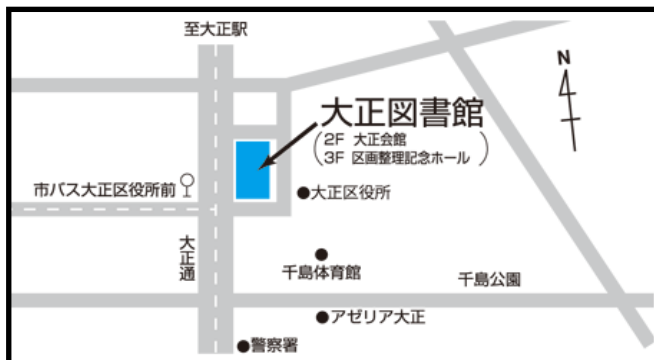 至大正駅
N
大正図書館
(2F 大正会館
3F 区画整理記念ホール)
市バス大正区役所前
●大正区役所
大正通
千島体育館
千島公園
●アゼリア大正
●警察署